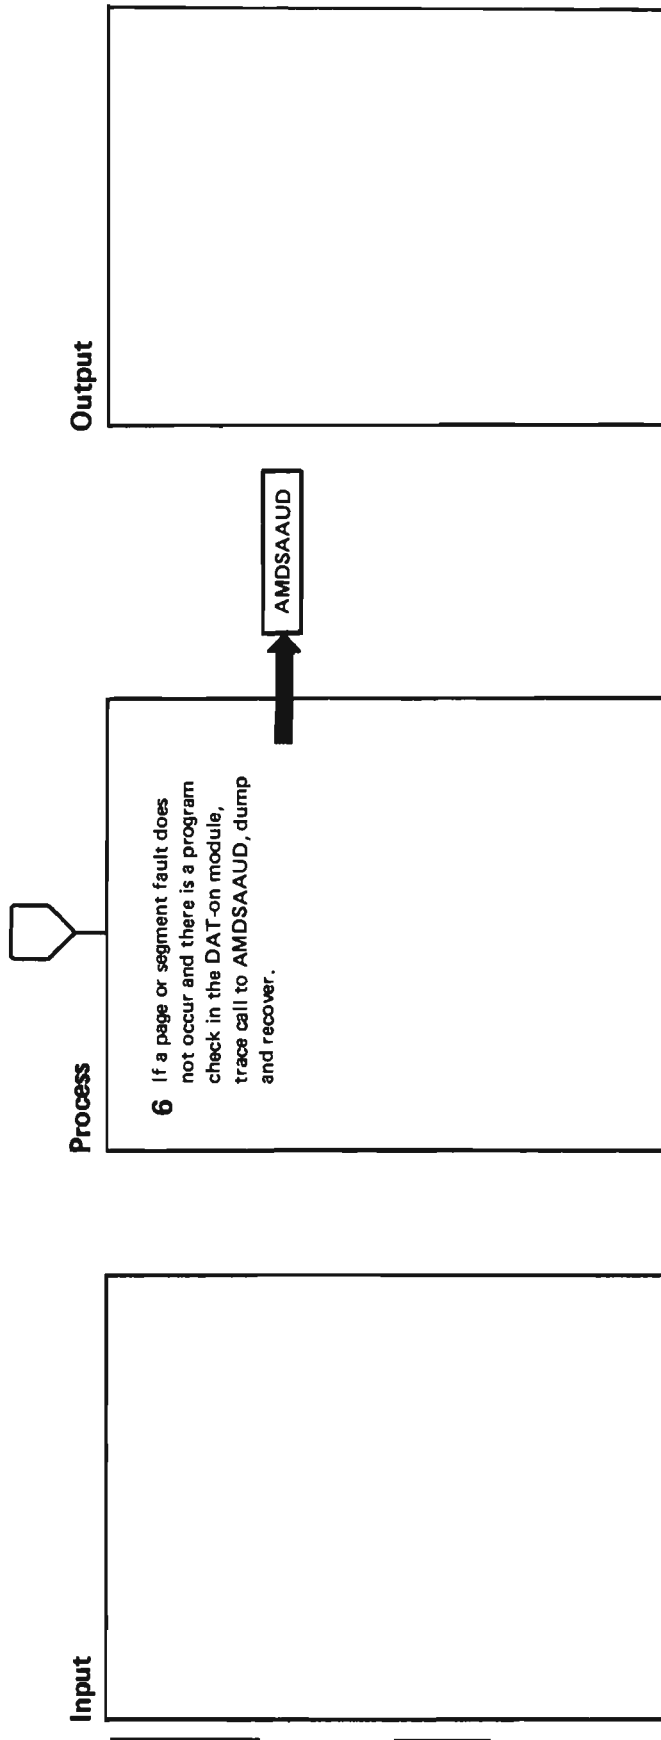 Input
Process
Output
6 If a page or segment fault does
not occur and there is a program
check in the DAT-on module,
trace call to AMDSAAUD, dump
and recover.
AMDSAAUD